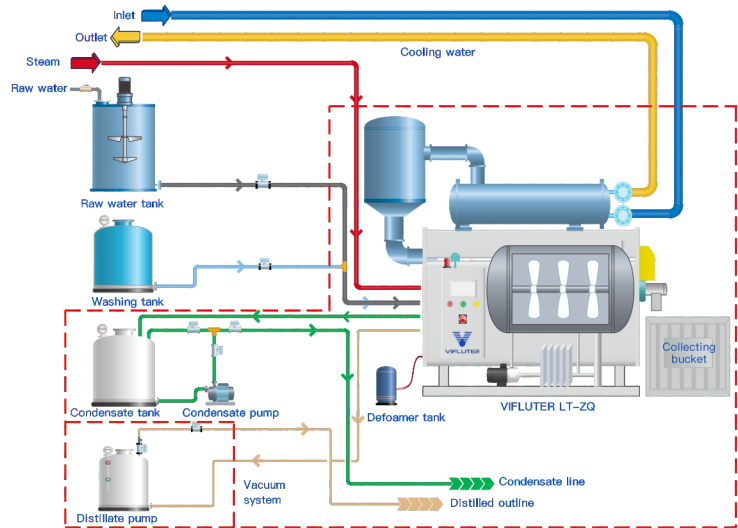 Inlet
Outlet
Cooling water
Steam
Raw water
Raw water tank
Washing tank
Collecting
bucket
VIFLUTER
Condensate tank
Condensate pump
Defoamer tank
VIFLUTER LT-ZQ
Vacuum
system
Condensate line
Distilled outline
Distillate pump